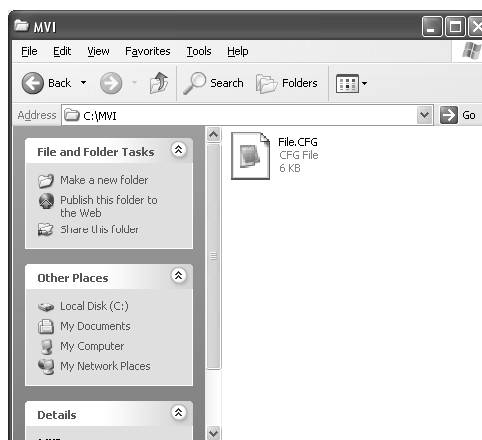 MVI
File Edit View Favorites Tools Help
Back Search Folders
Address C:\MVI Go
File and Folder Tasks
Make a new folder
Publish this folder to
the Web
Share this folder
Other Places
Local Disk (C:)
My Documents
My Computer
My Network Places
Details
File.CFG
CFG File
6 KB